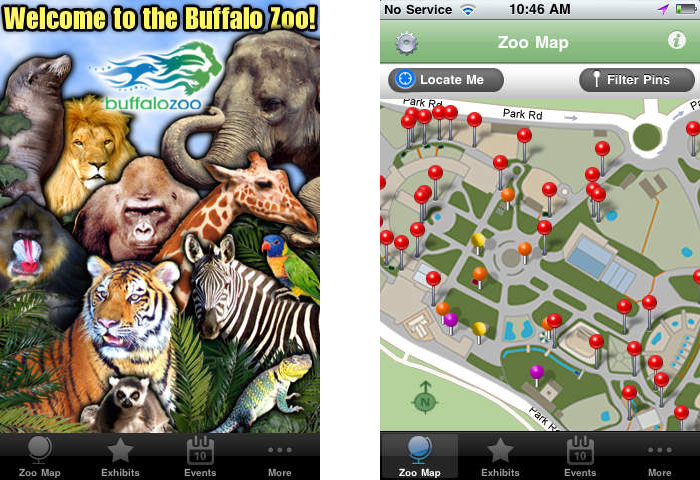 Welcome to the Buffalo Zoo!
buffalozoo
Zoo Map
Exhibits
10
Events
More
No Service
10:46 AM
Zoo Map
i
Locate Me
Filter Pins
Park Rd
Park Rd
Park Rd
N
Zoo Map
Exhibits
10
Events
More